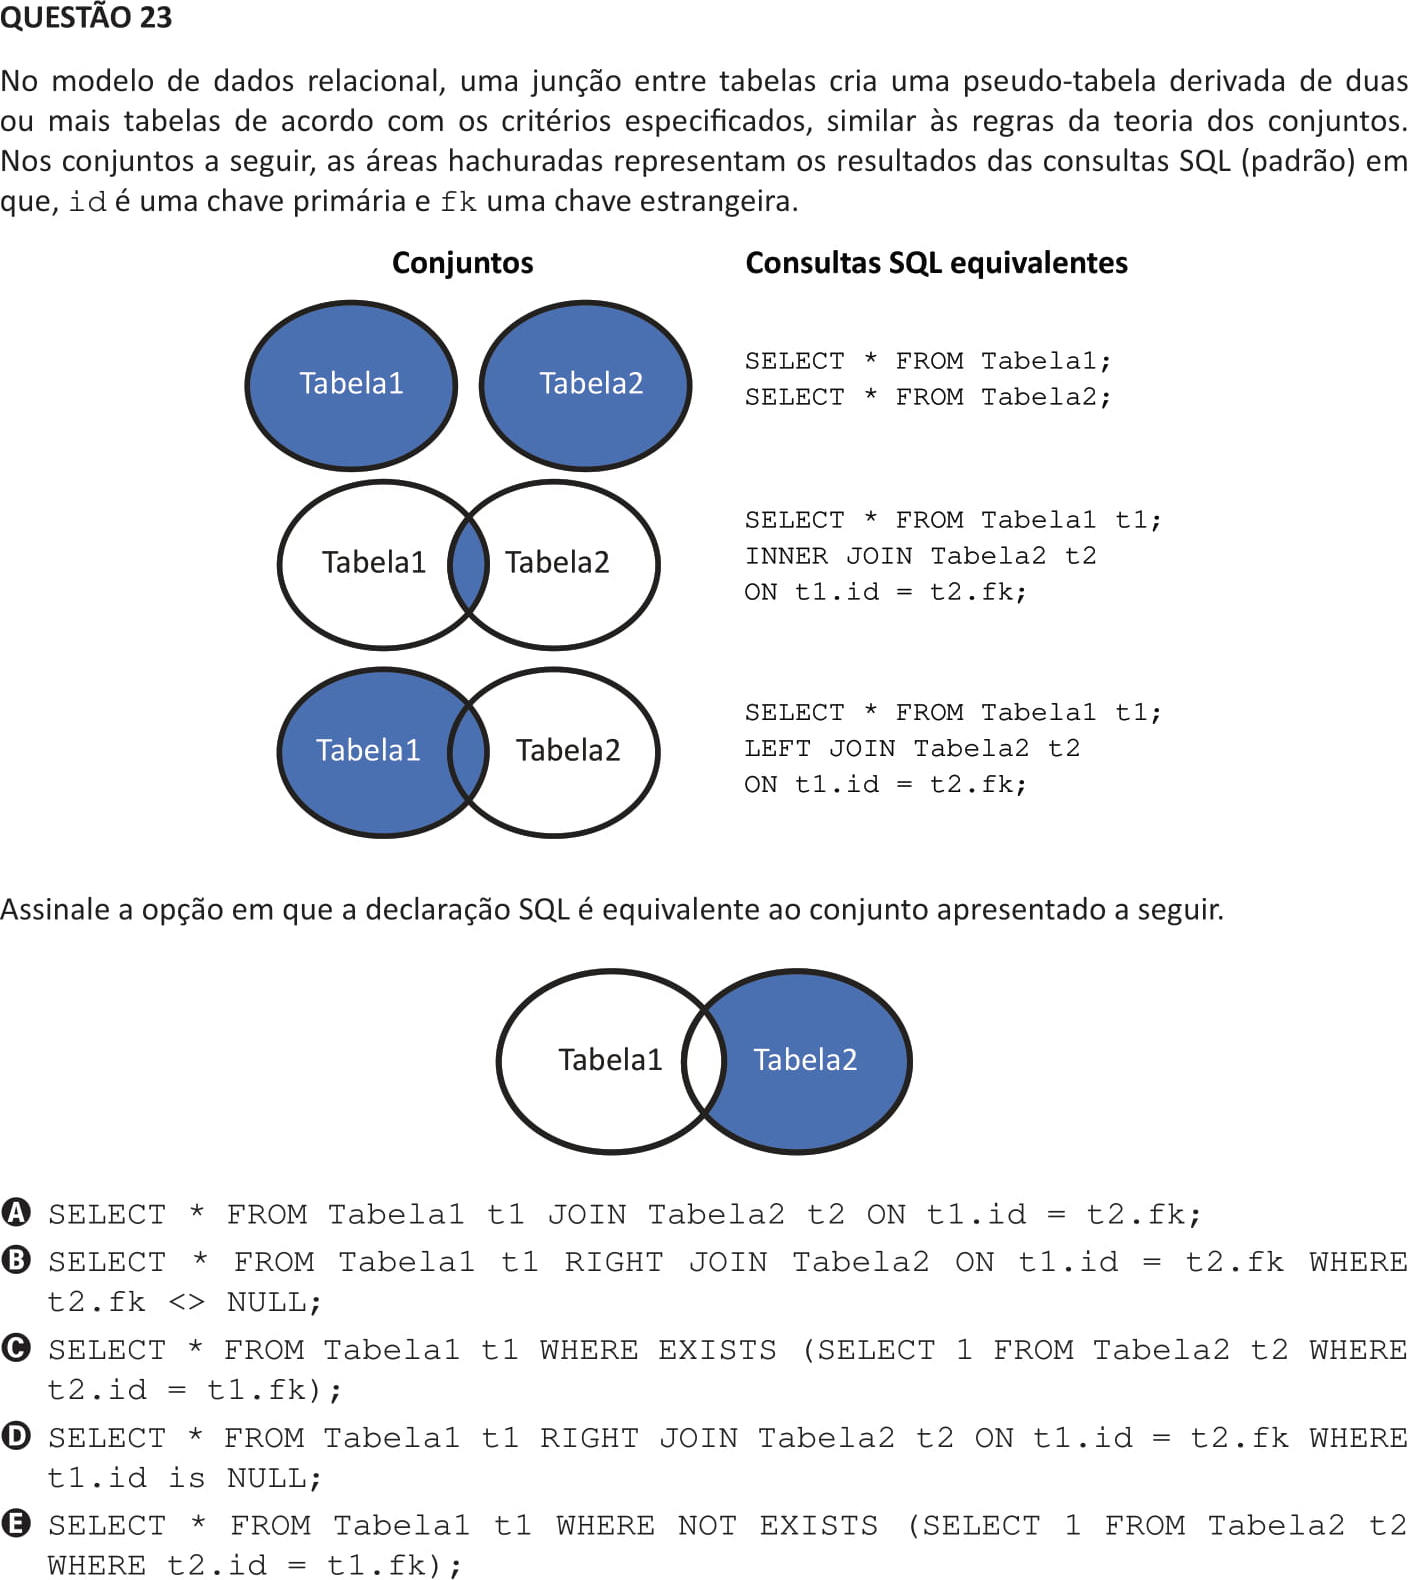 QUESTÃO 23
No modelo de dados relacional, uma junção entre tabelas cria uma pseudo-tabela derivada de duas
ou mais tabelas de acordo com os critérios especificados, similar às regras da teoria dos conjuntos.
Nos conjuntos a seguir, as áreas hachuradas representam os resultados das consultas SQL (padrão) em
que, id é uma chave primária e fk uma chave estrangeira.
Conjuntos
Consultas SQL equivalentes
Tabela1
Tabela2
SELECT * FROM Tabela1;
SELECT * FROM Tabela2;
Tabela1
Tabela2
SELECT * FROM Tabela1 t1;
INNER JOIN Tabela2 t2
ON t1.id = t2.fk;
Tabela1
Tabela2
SELECT * FROM Tabela1 t1;
LEFT JOIN Tabela2 t2
ON t1.id = t2.fk;
Assinale a opção em que a declaração SQL é equivalente ao conjunto apresentado a seguir.
Tabela1
Tabela2
A SELECT * FROM Tabela1 t1 JOIN Tabela2 t2 ON t1.id = t2.fk;
B SELECT * FROM Tabela1 t1 RIGHT JOIN Tabela2 ON t1.id = t2.fk WHERE
t2.fk <> NULL;
C SELECT * FROM Tabela1 t1 WHERE EXISTS (SELECT 1 FROM Tabela2 t2 WHERE
t2.id = t1.fk);
D SELECT * FROM Tabela1 t1 RIGHT JOIN Tabela2 t2 ON t1.id = t2.fk WHERE
t1.id is NULL;
E SELECT * FROM Tabela1 t1 WHERE NOT EXISTS (SELECT 1 FROM Tabela2 t2
WHERE t2.id = t1.fk);